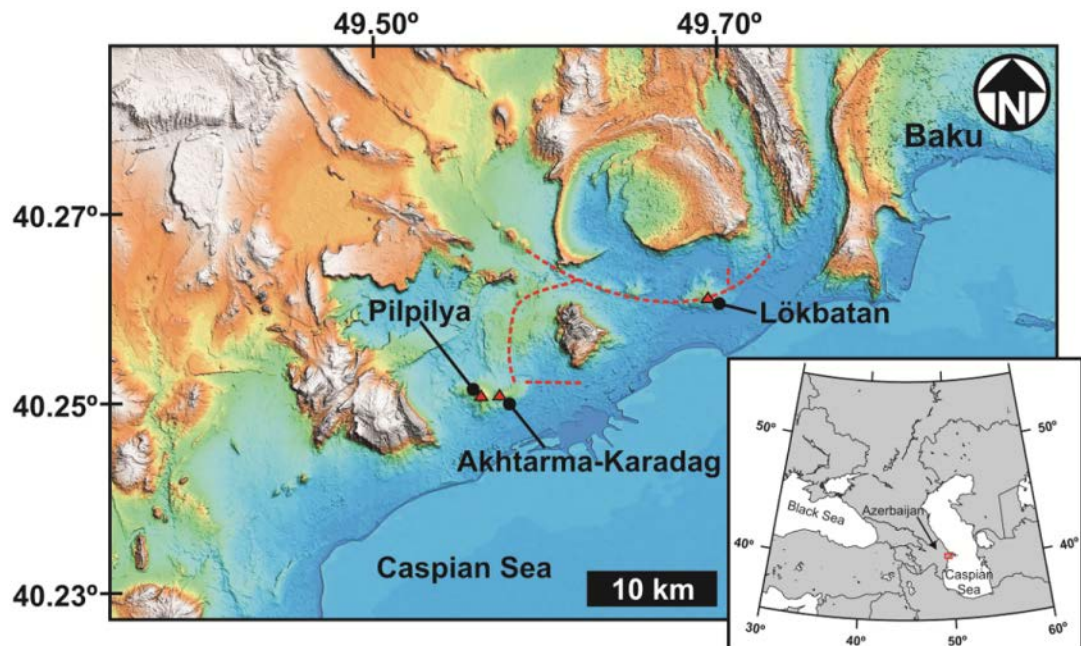 49.50º
49.70º
N
Baku
40.27º
Pilpilya
Lökbatan
40.25º
Akhtarma-Karadag
Caspian Sea
10 km
40.23º
50º
50º
Black Sea
Azerbaijan
40º
40º
Caspian
Sea
30º
40º
50º
60º